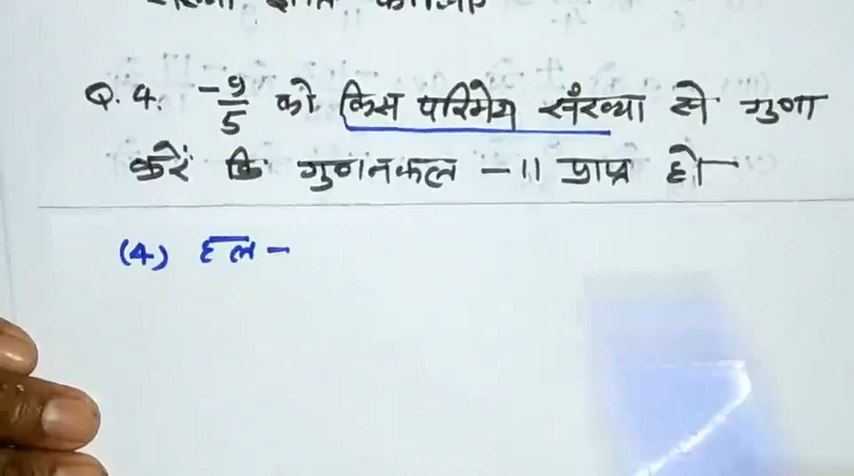 Q. 4. -9/5 को किस परिमेय संख्या से गुणा
करें कि गुणनफल -11 प्राप्त हो
(4) हल -